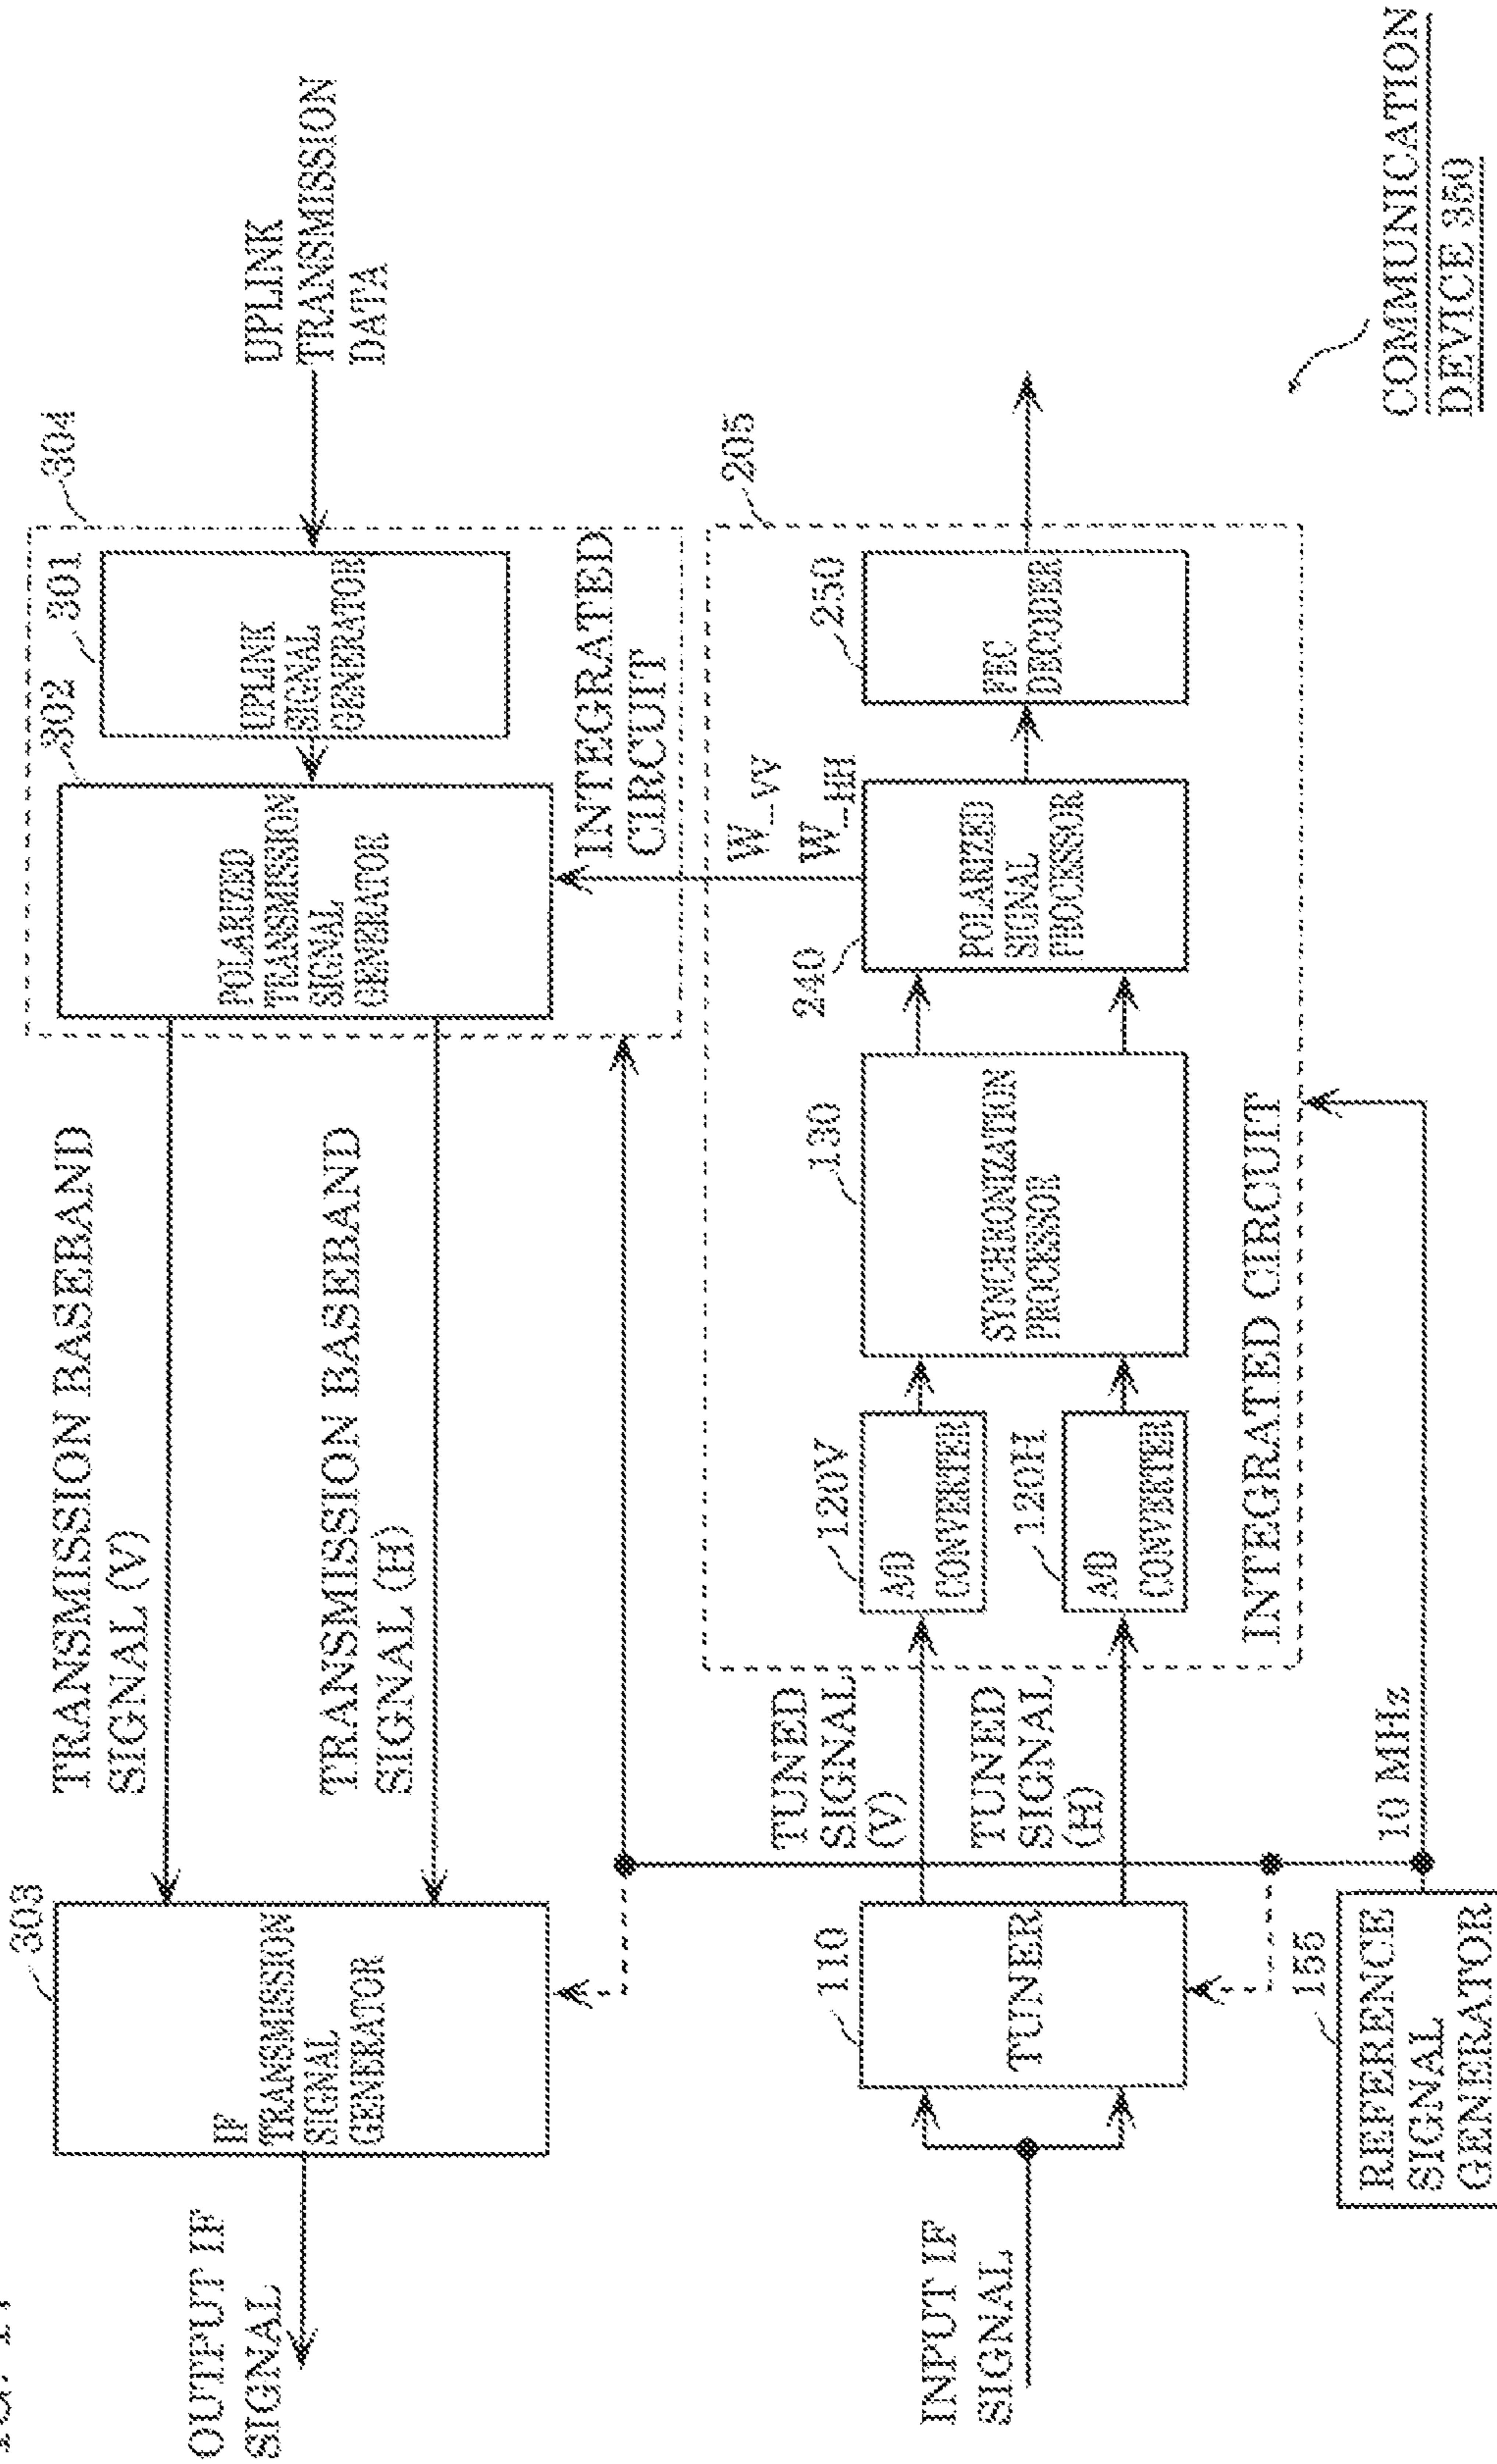 303
IF
TRANSMISSION
SIGNAL
GENERATOR
OUTPUT IF
SIGNAL
TRANSMISSION BASEBAND
SIGNAL (V)
TRANSMISSION BASEBAND
SIGNAL (H)
302
POLARIZED
TRANSMISSION
SIGNAL
GENERATOR
301
UPLINK
SIGNAL
GENERATOR
304
INTEGRATED
CIRCUIT
UPLINK
TRANSMISSION
DATA
INPUT IF
SIGNAL
110
TUNER
TUNED
SIGNAL
(V)
TUNED
SIGNAL
(H)
120V
A/D
CONVERTER
120H
A/D
CONVERTER
130
SYNCHRONIZATION
PROCESSOR
240
POLARIZED
SIGNAL
PROCESSOR
W_VV
W_HH
250
FEC
DECODER
205
INTEGRATED CIRCUIT
155
REFERENCE
SIGNAL
GENERATOR
10 MHz
COMMUNICATION
DEVICE 350